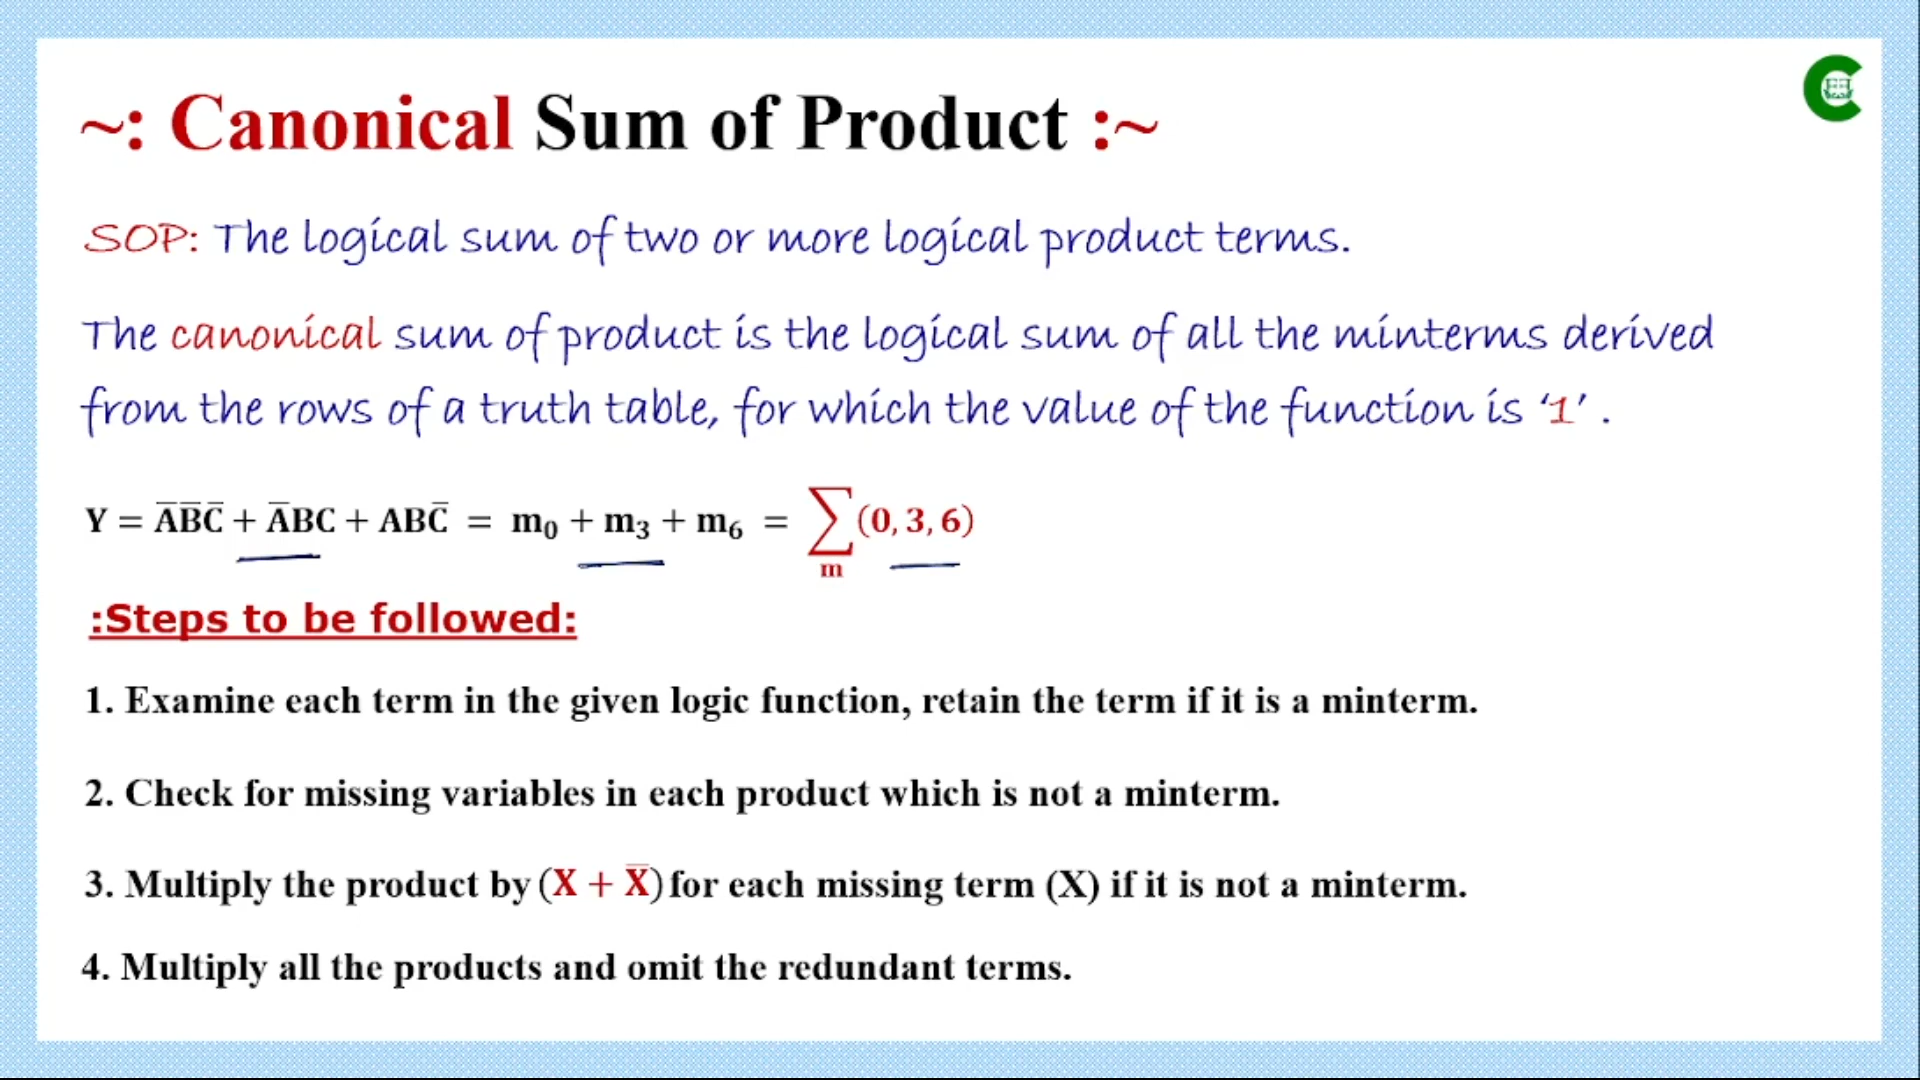 ~: Canonical Sum of Product :~
SOP: The logical sum of two or more logical product terms.
The canonical sum of product is the logical sum of all the minterms derived
from the rows of a truth table, for which the value of the function is ‘1’ .
Y = A̅B̅C̅ + A̅BC + ABC̅ = m₀ + m₃ + m₆ = ∑(0, 3, 6)
m
:Steps to be followed:
1. Examine each term in the given logic function, retain the term if it is a minterm.
2. Check for missing variables in each product which is not a minterm.
3. Multiply the product by (X + X̅) for each missing term (X) if it is not a minterm.
4. Multiply all the products and omit the redundant terms.